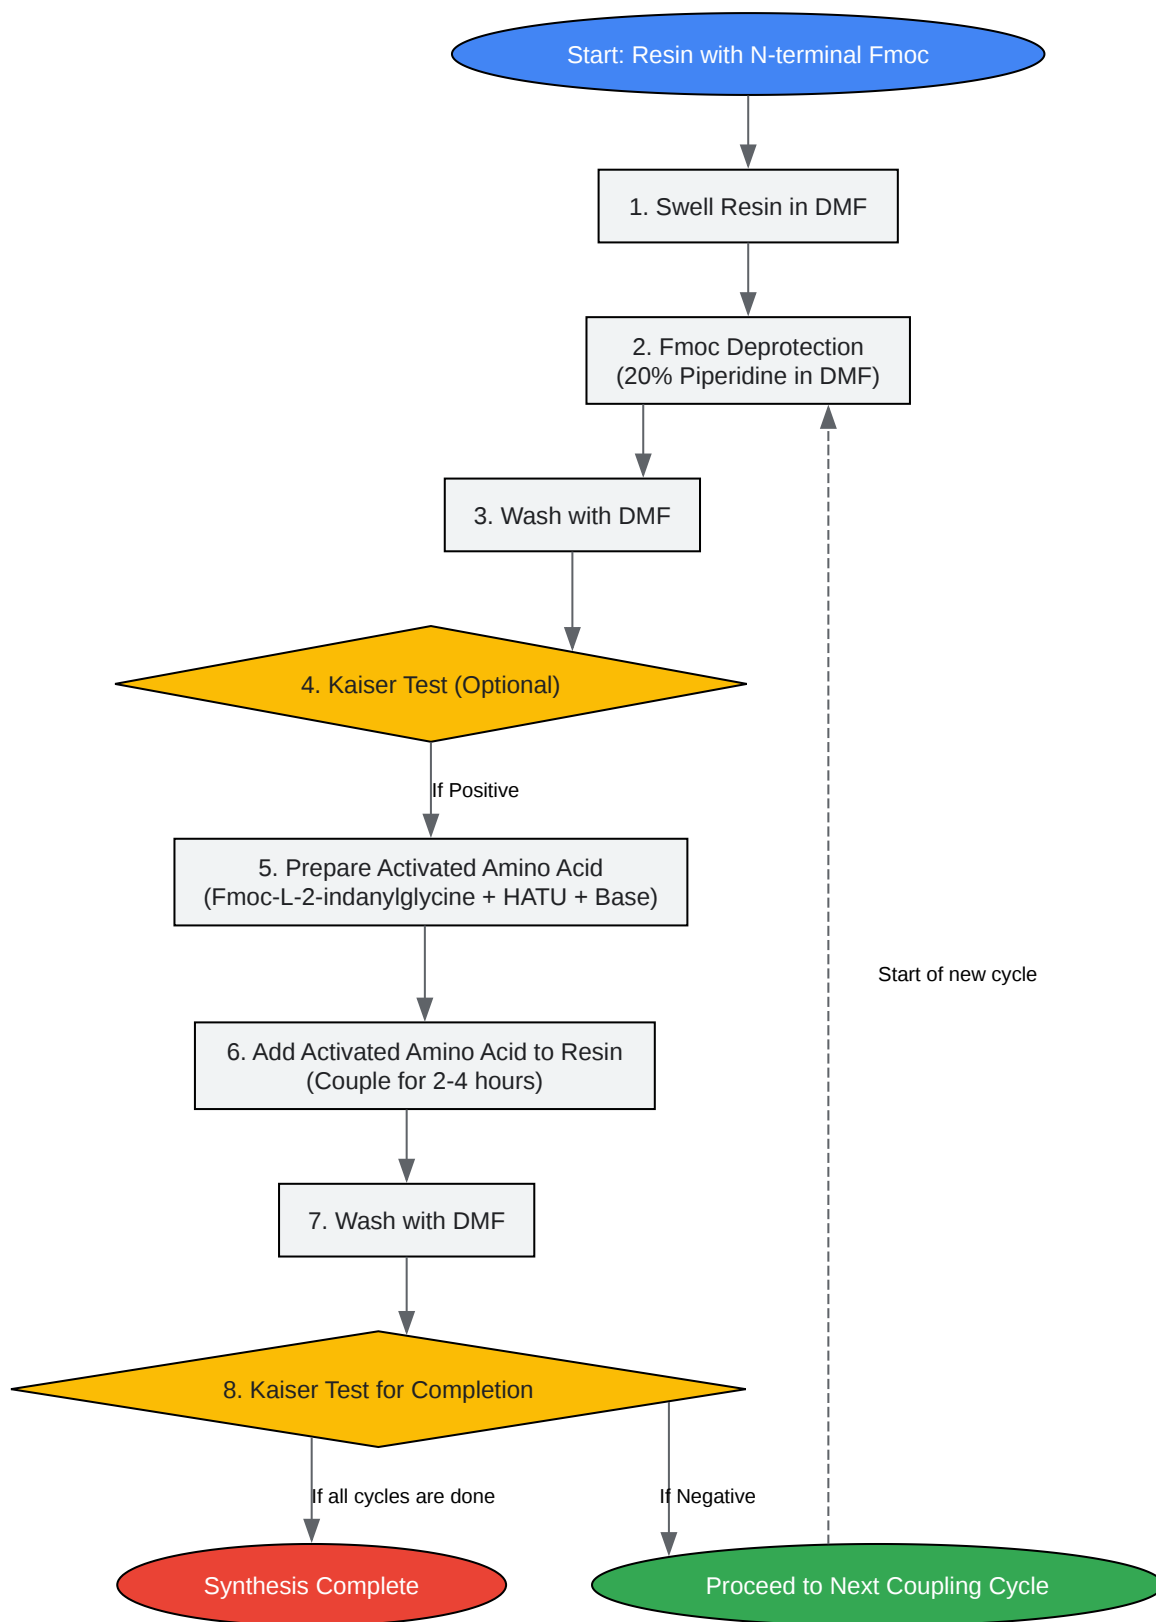 Start: Resin with N-terminal Fmoc
1. Swell Resin in DMF
2. Fmoc Deprotection
(20% Piperidine in DMF)
3. Wash with DMF
4. Kaiser Test (Optional)
If Positive
5. Prepare Activated Amino Acid
(Fmoc-L-2-indanylglycine + HATU + Base)
Start of new cycle
6. Add Activated Amino Acid to Resin
(Couple for 2-4 hours)
7. Wash with DMF
8. Kaiser Test for Completion
If all cycles are done
If Negative
Synthesis Complete
Proceed to Next Coupling Cycle